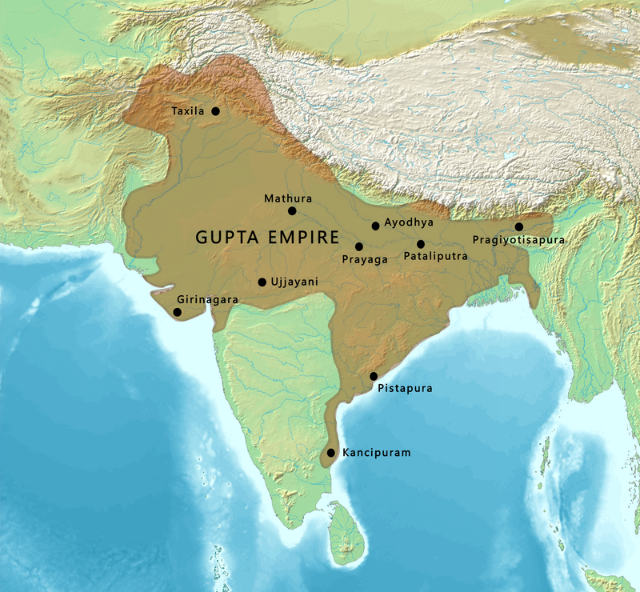 Taxila
Mathura
Ayodhya
GUPTA EMPIRE
Pragiyotisapura
Prayaga
Pataliputra
Ujjayani
Girinagara
Pistapura
Kancipuram